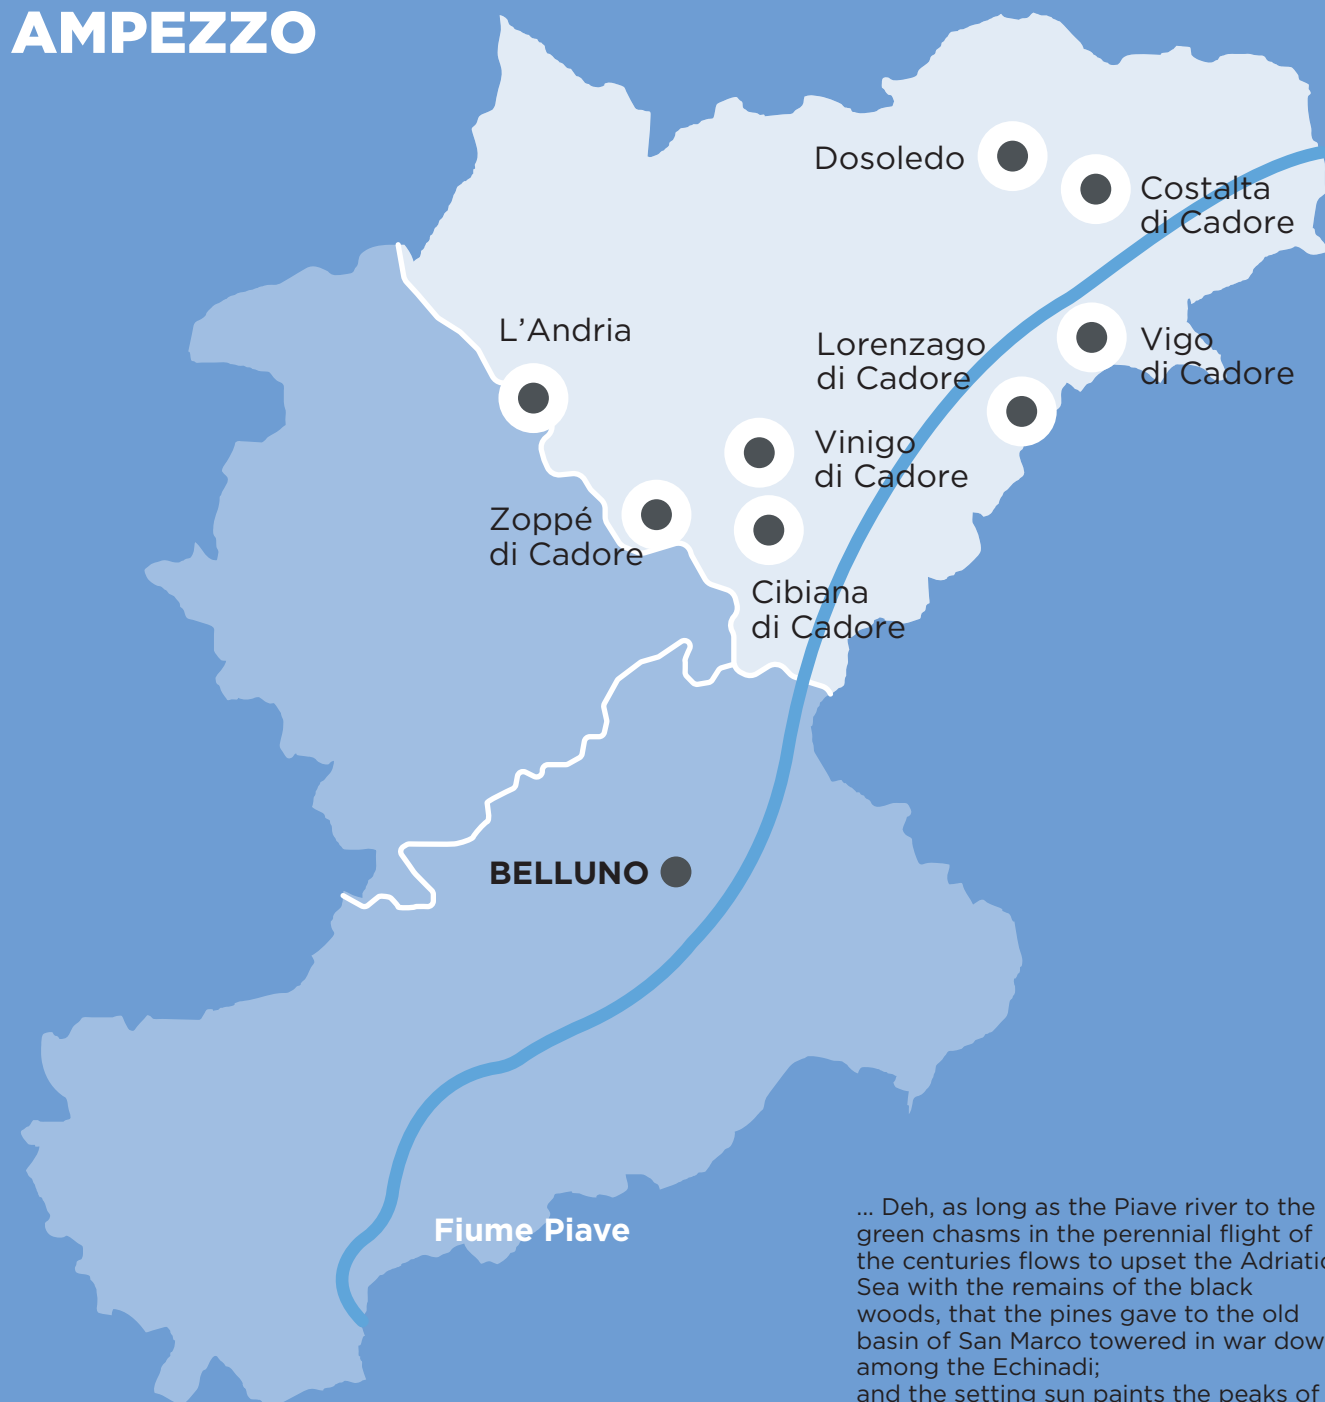 AMPEZZO
Dosoledo
Costalta
di Cadore
L’Andria
Lorenzago
di Cadore
Vigo
di Cadore
Vinigo
di Cadore
Zoppé
di Cadore
Cibiana
di Cadore
BELLUNO
Fiume Piave
... Deh, as long as the Piave river to the
green chasms in the perennial flight of
the centuries flows to upset the Adriatic
Sea with the remains of the black
woods, that the pines gave to the old
basin of San Marco towered in war dow
among the Echinadi;
and the setting sun paints the peaks of